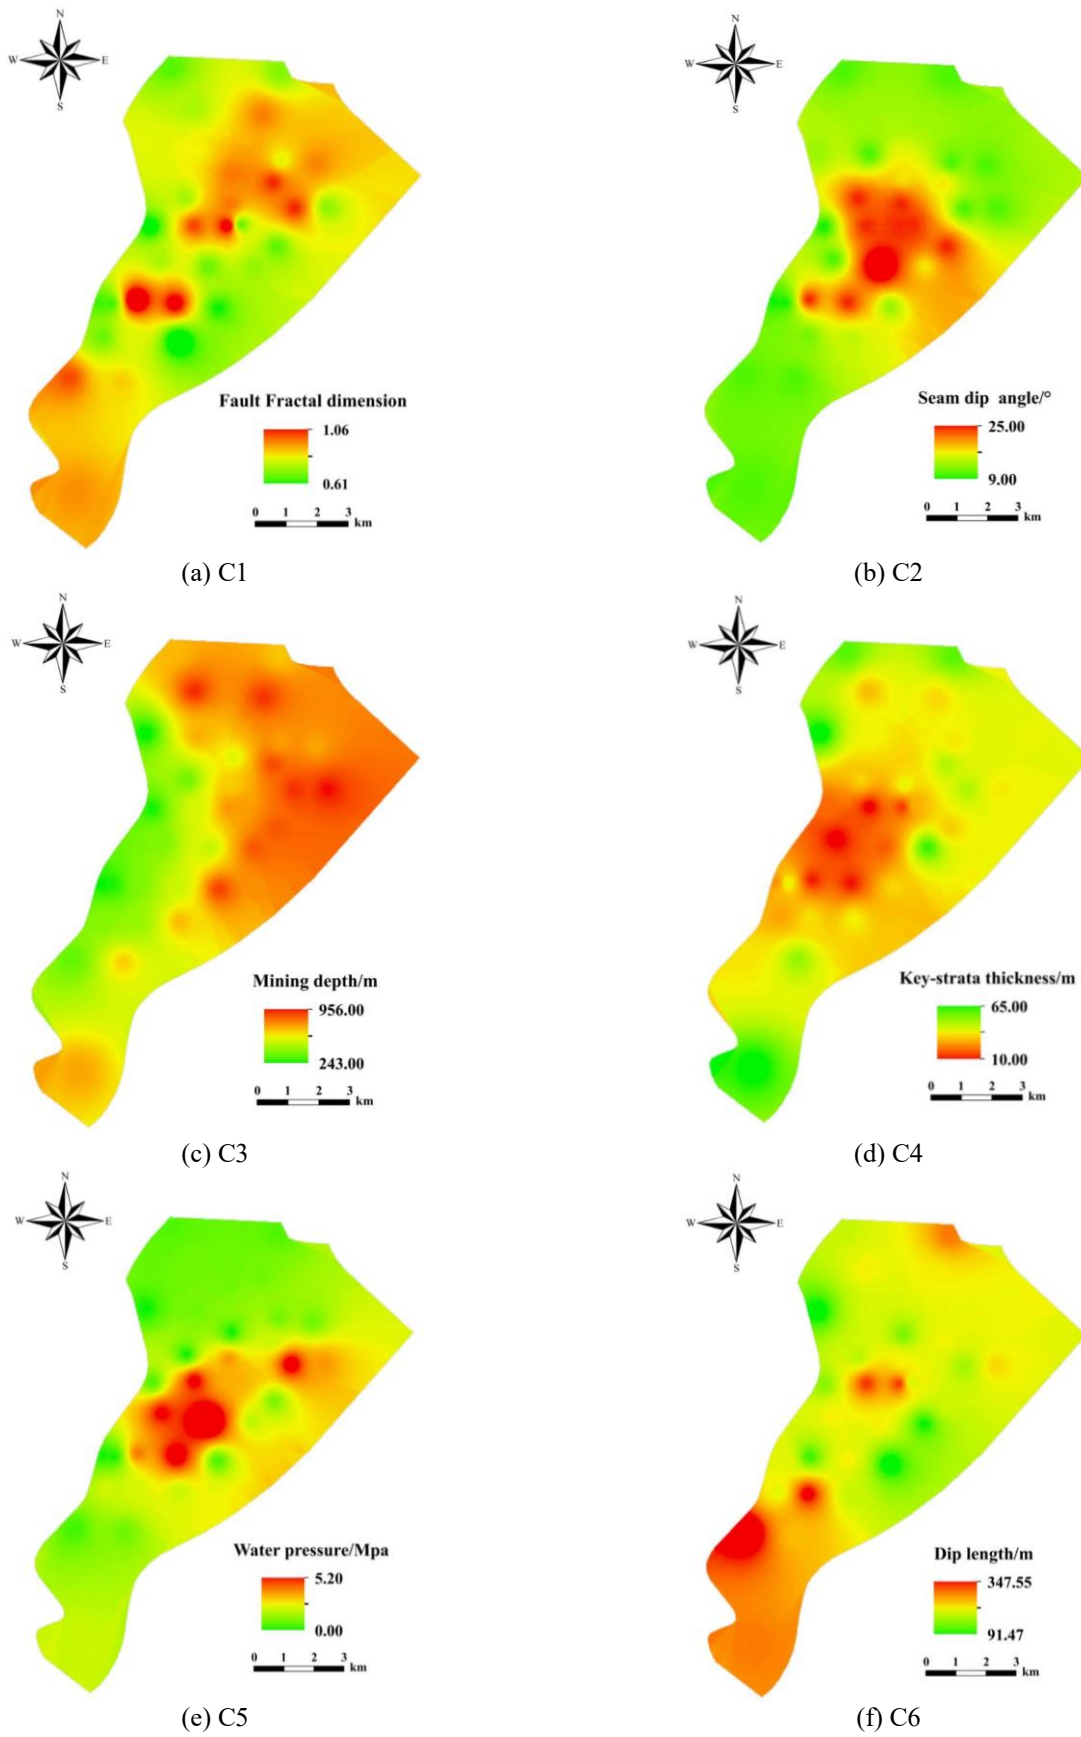 N
W E
S
Fault Fractal dimension
1.06
0.61
0 1 2 3
km
(a) C1
N
W E
S
Seam dip angle/°
25.00
9.00
0 1 2 3
km
(b) C2
N
W E
S
Mining depth/m
956.00
243.00
0 1 2 3
km
(c) C3
N
W E
S
Key-strata thickness/m
65.00
10.00
0 1 2 3
km
(d) C4
N
W E
S
Water pressure/Mpa
5.20
0.00
0 1 2 3
km
(e) C5
N
W E
S
Dip length/m
347.55
91.47
0 1 2 3
km
(f) C6